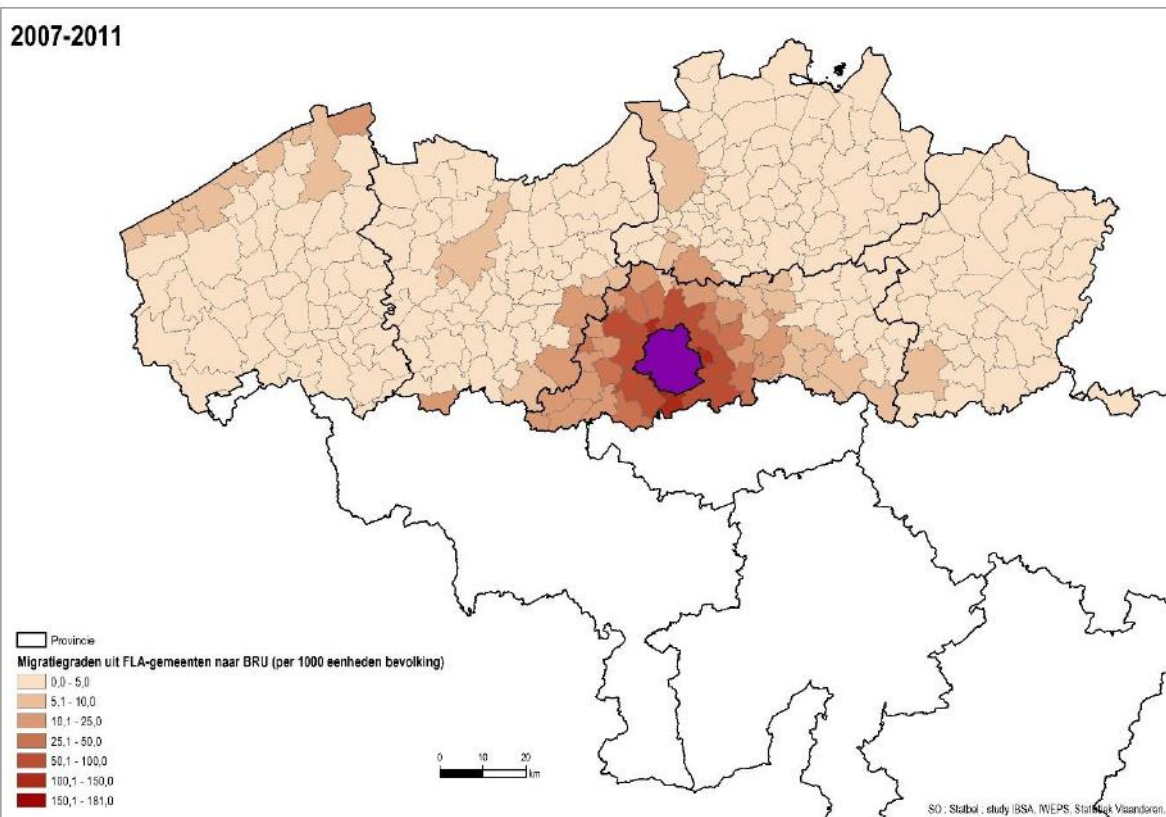 2007-2011
Provincie
Migratiegraden uit FLA-gemeenten naar BRU (per 1000 eenheden bevolking)
0,0 - 5,0
5,1 - 10,0
10,1 - 25,0
25,1 - 50,0
50,1 - 100,0
100,1 - 150,0
150,1 - 181,0
0 10 20
km
SO : Statbel ; study IBSA, IWEPS, Statistiek Vlaanderen.